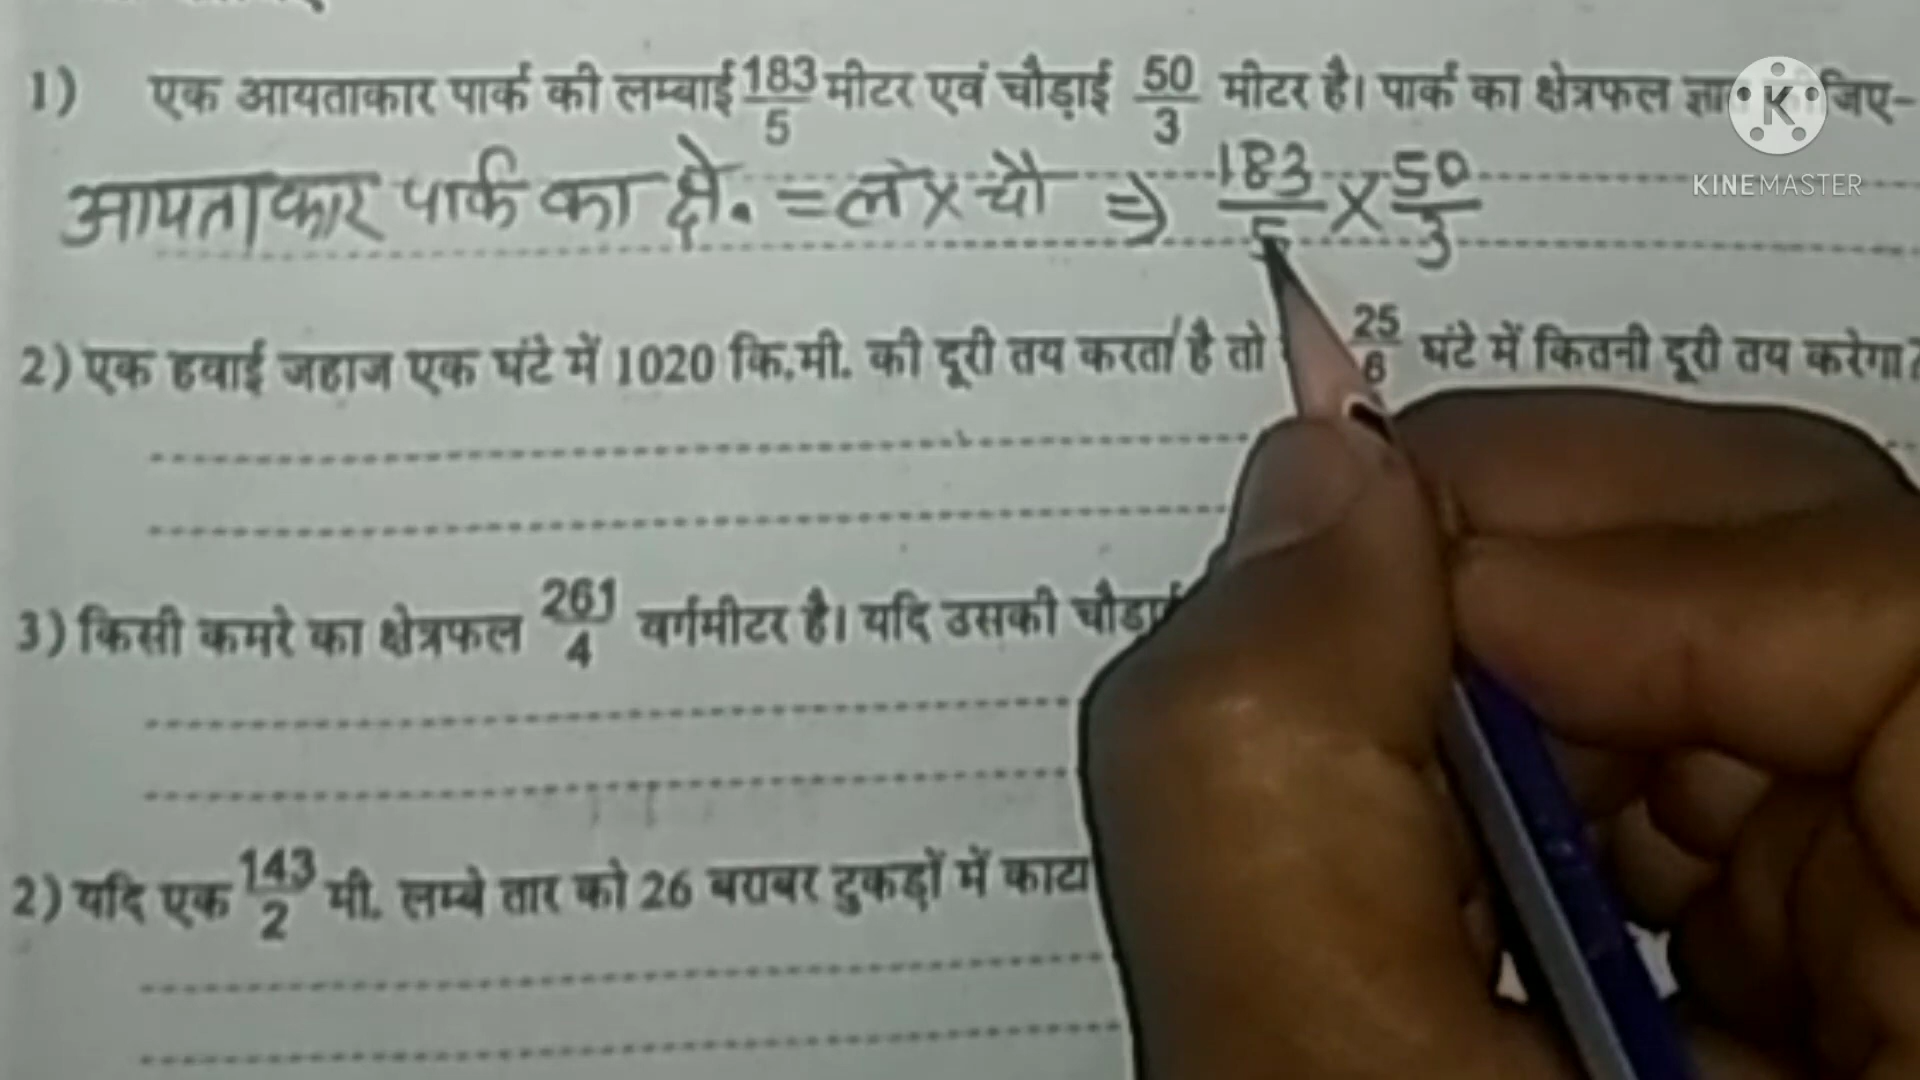 1) एक आयताकार पार्क की लम्बाई 183/5 मीटर एवं चौड़ाई 50/3 मीटर है। पार्क का क्षेत्रफल
KINEMASTER
आयताकार पार्क का क्षे. = ल × चौ ⇒ 183/5 × 50/3
2) एक हवाई जहाज एक घंटे में 1020 कि.मी. की दूरी तय करता है तो 25/6 घंटे में कितनी दूरी तय करेगा?
3) किसी कमरे का क्षेत्रफल 261/4 वर्गमीटर है। यदि उसकी
2) यदि एक 143/2 मी. लम्बे तार को 26 बराबर टुकड़ों में काटा